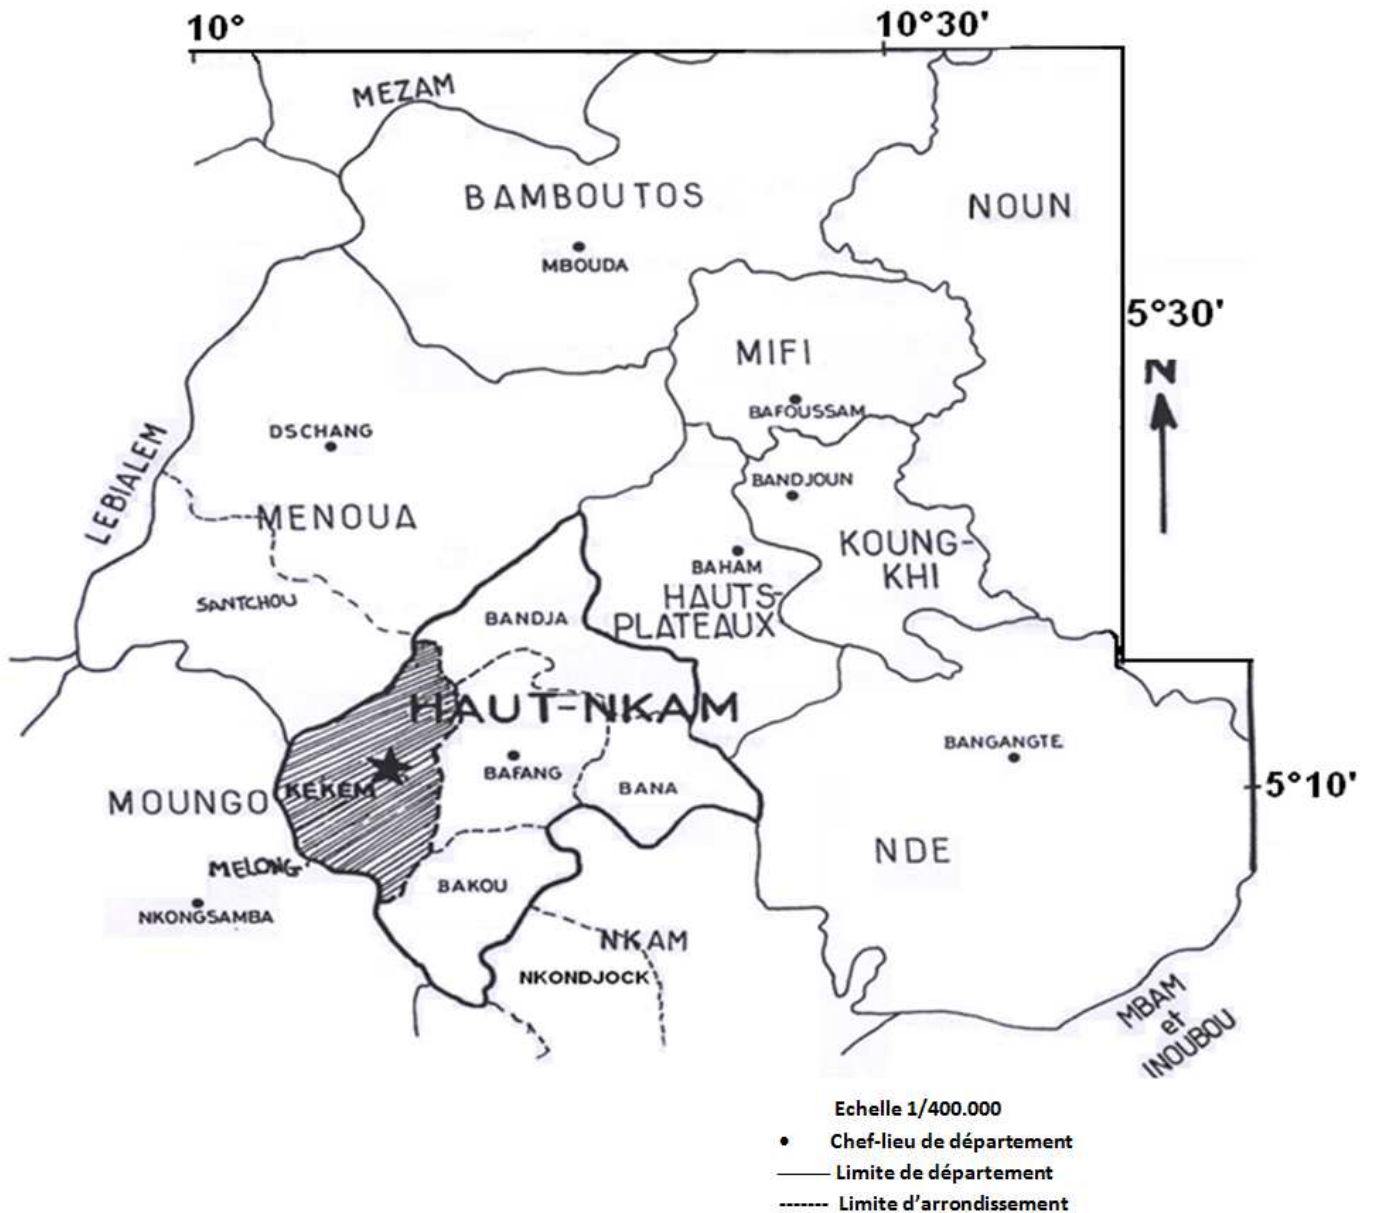 10°
10°30'
MEZAM
BAMBOUTOS
NOUN
MBOUDA
5°30'
MIFI
N
BAFOUSSAM
DSCHANG
LEBIALEM
BANDJOUN
MENOUA
KOUNG-
KHI
BAHAM
HAUTS-
PLATEAUX
SANTCHOU
BANDJA
HAUT-NKAM
BANGANGTE
BAFANG
5°10'
BANA
KEKEM
MOUNGO
NDE
MELONG
BAKOU
NKONGSAMBA
NKAM
NKONDJOCK
MBAM
et
INOUBOU
Echelle 1/400.000
Chef-lieu de département
Limite de département
Limite d'arrondissement